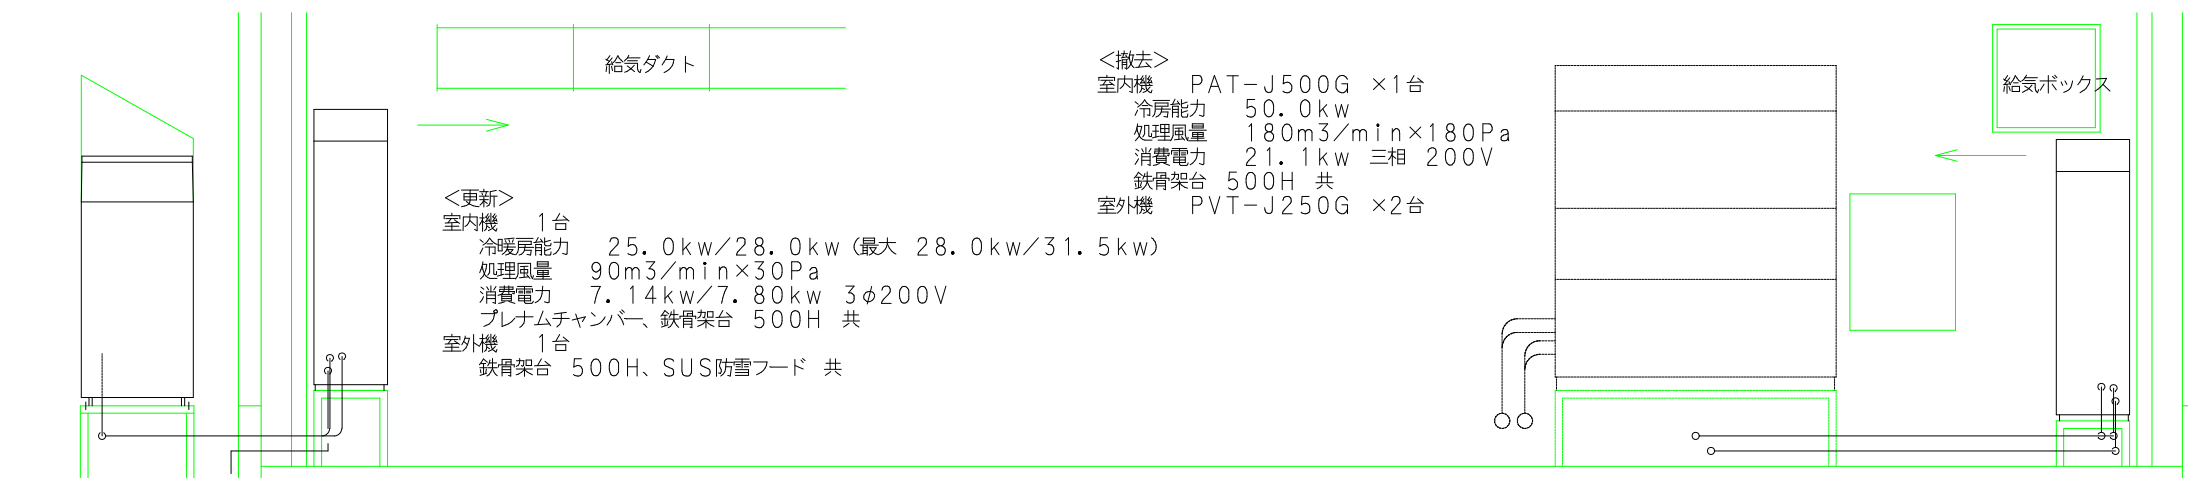 給気ダクト
<撤去>
室内機　PAT−J500G　×1台
冷房能力　50.0kw
処理風量　180m3/min×180Pa
消費電力　21.1kw　三相　200V
鉄骨架台　500H　共
室外機　PVT−J250G　×2台
給気ボックス
<更新>
室内機　1台
冷暖房能力　25.0kw/28.0kw(最大　28.0kw/31.5kw)
処理風量　90m3/min×30Pa
消費電力　7.14kw/7.80kw　3φ200V
プレナムチャンバー、鉄骨架台　500H　共
室外機　1台
鉄骨架台　500H、SUS防雪フード　共